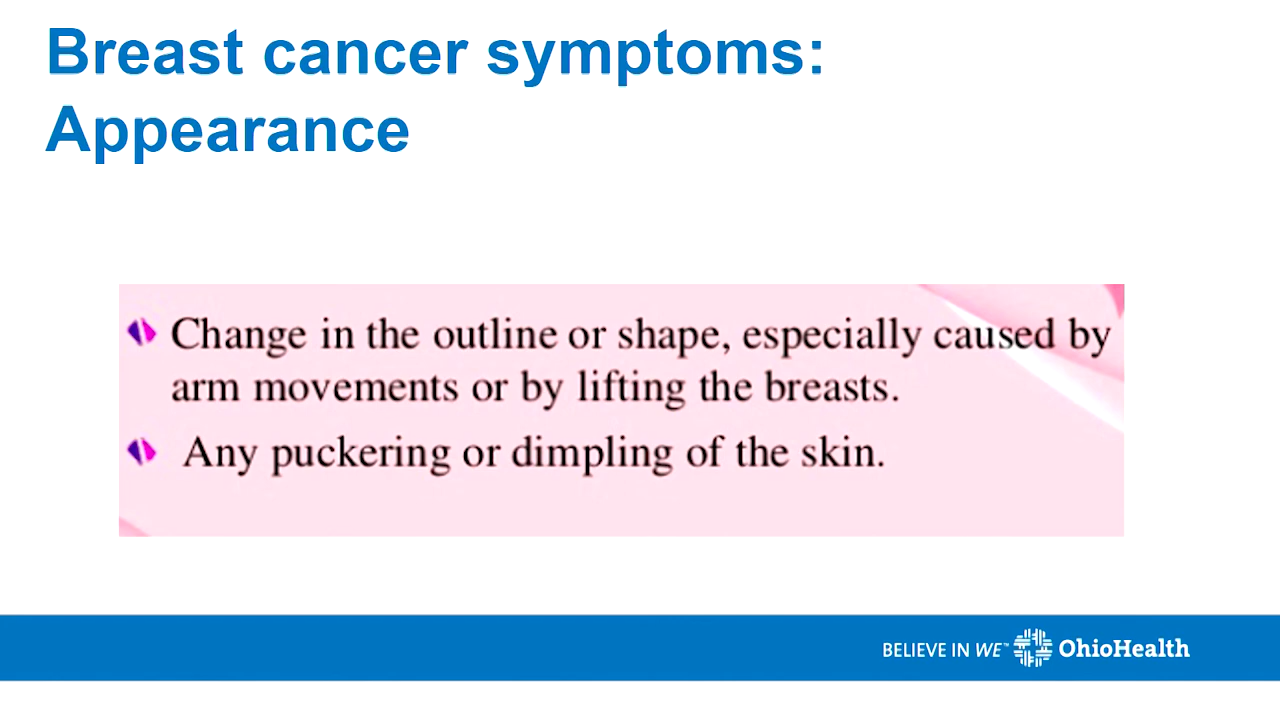 Breast cancer symptoms:
Appearance
Change in the outline or shape, especially caused by
arm movements or by lifting the breasts.
Any puckering or dimpling of the skin.
BELIEVE IN WE™ OhioHealth